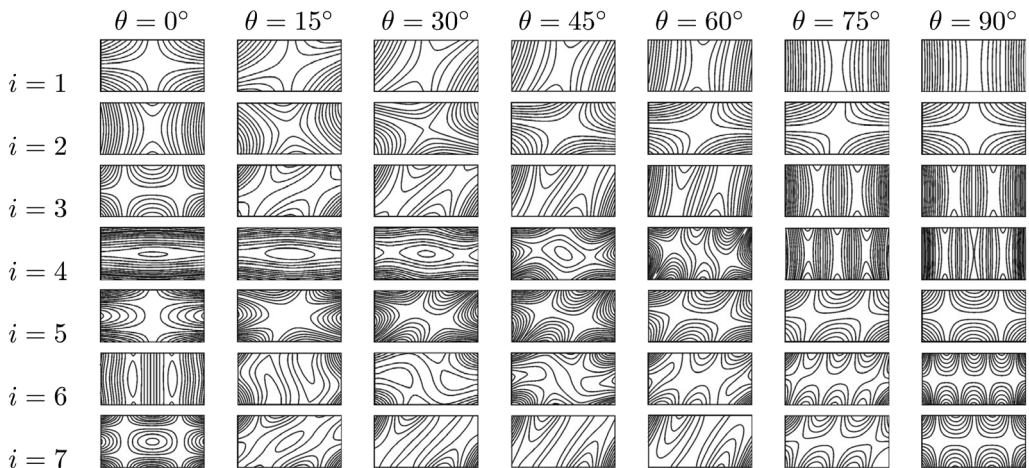 θ = 0° θ = 15° θ = 30° θ = 45° θ = 60° θ = 75° θ = 90°
i = 1
i = 2
i = 3
i = 4
i = 5
i = 6
i = 7